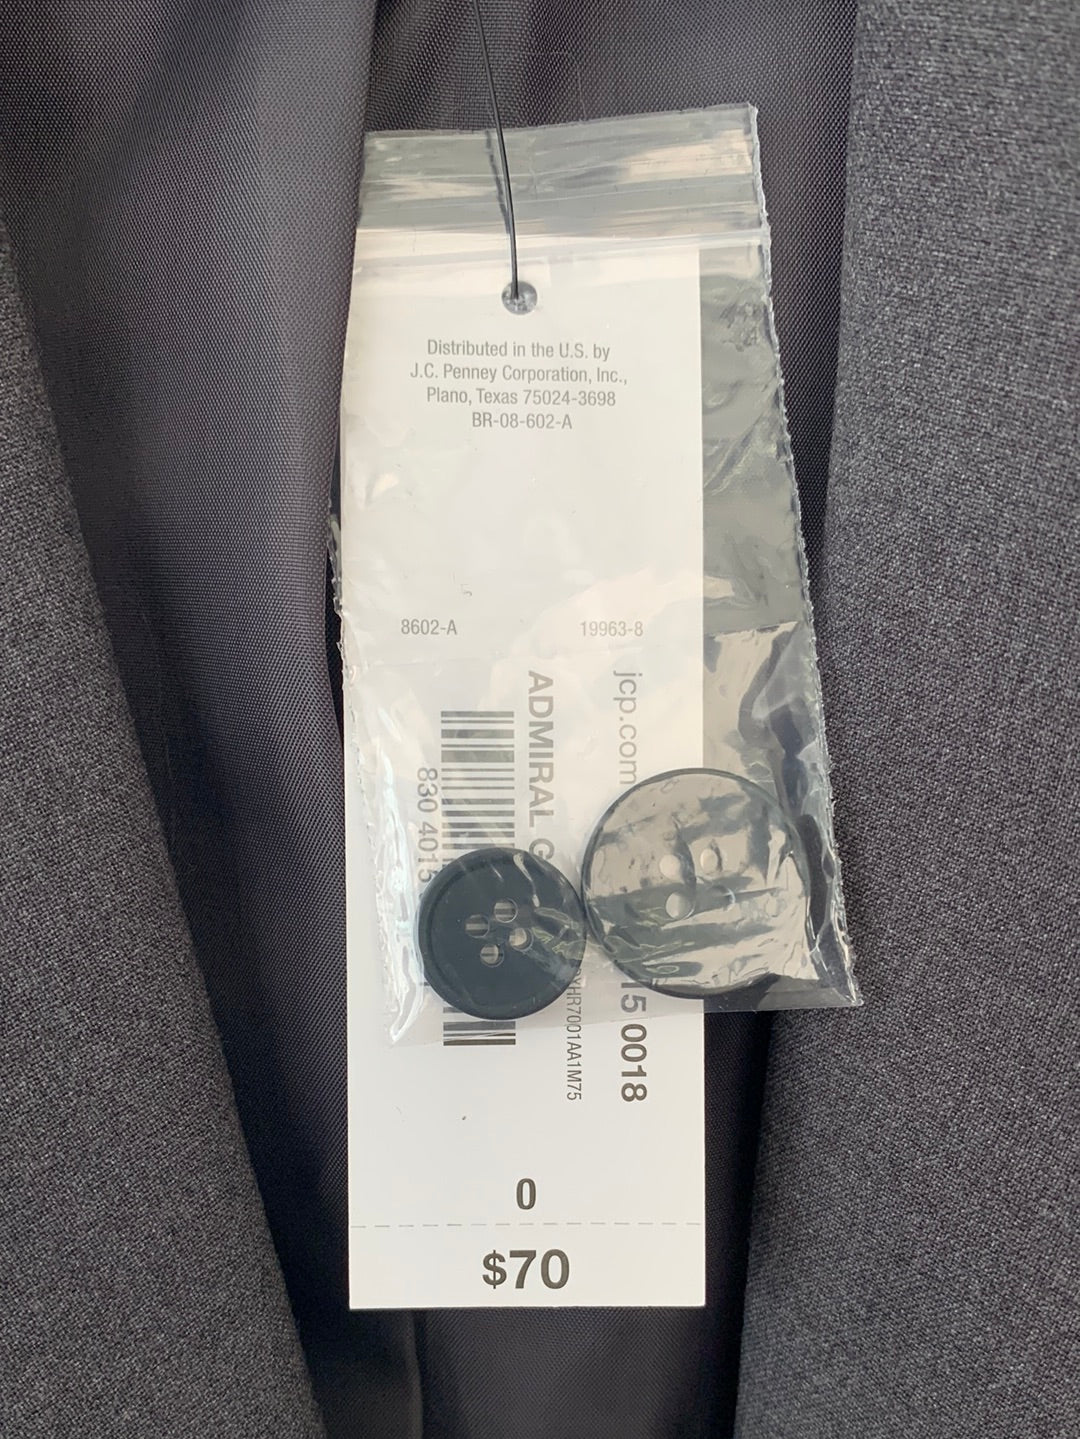 Distributed in the U.S. by
J.C. Penney Corporation, Inc.,
Plano, Texas 75024-3698
BR-08-602-A
8602-A
19963-8
jcp.com
15 0018
ADMIRAL
830 4015
0
$70